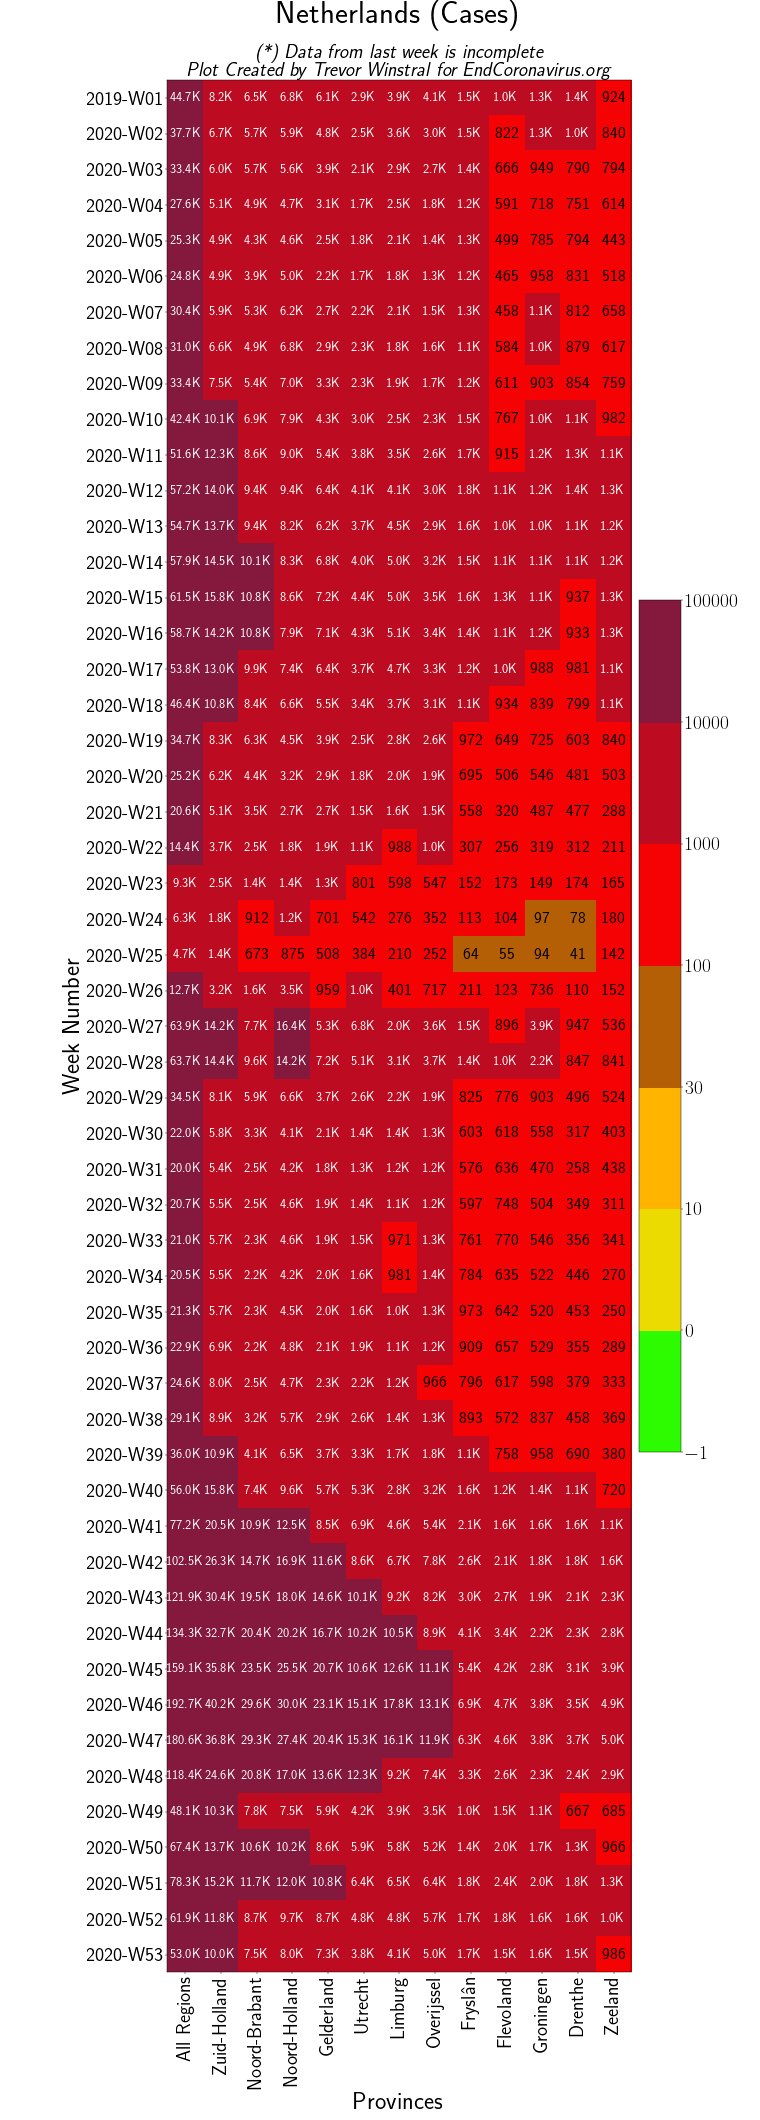 Netherlands (Cases)
(*) Data from last week is incomplete
Plot Created by Trevor Winstral for EndCoronavirus.org
2019-W01 44.7K 8.2K 6.5K 6.8K 6.1K 2.9K 3.9K 4.1K 1.5K 1.0K 1.3K 1.4K 924
2020-W02 37.7K 6.7K 5.7K 5.9K 4.8K 2.5K 3.6K 3.0K 1.5K 822 1.3K 1.0K 840
2020-W03 33.4K 6.0K 5.7K 5.6K 3.9K 2.1K 2.9K 2.7K 1.4K 666 949 790 794
2020-W04 27.6K 5.1K 4.9K 4.7K 3.1K 1.7K 2.5K 1.8K 1.2K 591 718 751 614
2020-W05 25.3K 4.9K 4.3K 4.6K 2.5K 1.8K 2.1K 1.4K 1.3K 499 785 794 443
2020-W06 24.8K 4.9K 3.9K 5.0K 2.2K 1.7K 1.8K 1.3K 1.2K 465 958 831 518
2020-W07 30.4K 5.9K 5.3K 6.2K 2.7K 2.2K 2.1K 1.5K 1.3K 458 1.1K 812 658
2020-W08 31.0K 6.6K 4.9K 6.8K 2.9K 2.3K 1.8K 1.6K 1.1K 584 1.0K 879 617
2020-W09 33.4K 7.5K 5.4K 7.0K 3.3K 2.3K 1.9K 1.7K 1.2K 611 903 854 759
2020-W10 42.4K 10.1K 6.9K 7.9K 4.3K 3.0K 2.5K 2.3K 1.5K 767 1.0K 1.1K 982
2020-W11 51.6K 12.3K 8.6K 9.0K 5.4K 3.8K 3.5K 2.6K 1.7K 915 1.2K 1.3K 1.1K
2020-W12 57.2K 14.0K 9.4K 9.4K 6.4K 4.1K 4.1K 3.0K 1.8K 1.1K 1.2K 1.4K 1.3K
2020-W13 54.7K 13.7K 9.4K 8.2K 6.2K 3.7K 4.5K 2.9K 1.6K 1.0K 1.0K 1.1K 1.2K
2020-W14 57.9K 14.5K 10.1K 8.3K 6.8K 4.0K 5.0K 3.2K 1.5K 1.1K 1.1K 1.1K 1.2K
2020-W15 61.5K 15.8K 10.8K 8.6K 7.2K 4.4K 5.0K 3.5K 1.6K 1.3K 1.1K 937 1.3K
2020-W16 58.7K 14.2K 10.8K 7.9K 7.1K 4.3K 5.1K 3.4K 1.4K 1.1K 1.2K 933 1.3K
2020-W17 53.8K 13.0K 9.9K 7.4K 6.4K 3.7K 4.7K 3.3K 1.2K 1.0K 988 981 1.1K
2020-W18 46.4K 10.8K 8.4K 6.6K 5.5K 3.4K 3.7K 3.1K 1.1K 934 839 799 1.1K
2020-W19 34.7K 8.3K 6.3K 4.5K 3.9K 2.5K 2.8K 2.6K 972 649 725 603 840
2020-W20 25.2K 6.2K 4.4K 3.2K 2.9K 1.8K 2.0K 1.9K 695 506 546 481 503
2020-W21 20.6K 5.1K 3.5K 2.7K 2.7K 1.5K 1.6K 1.5K 558 320 487 477 288
2020-W22 14.4K 3.7K 2.5K 1.8K 1.9K 1.1K 988 1.0K 307 256 319 312 211
2020-W23 9.3K 2.5K 1.4K 1.4K 1.3K 801 598 547 152 173 149 174 165
2020-W24 6.3K 1.8K 912 1.2K 701 542 276 352 113 104 97 78 180
2020-W25 4.7K 1.4K 673 875 508 384 210 252 64 55 94 41 142
2020-W26 12.7K 3.2K 1.6K 3.5K 959 1.0K 401 717 211 123 736 110 152
2020-W27 63.9K 14.2K 7.7K 16.4K 5.3K 6.8K 2.0K 3.6K 1.5K 896 3.9K 947 536
2020-W28 63.7K 14.4K 9.6K 14.2K 7.2K 5.1K 3.1K 3.7K 1.4K 1.0K 2.2K 847 841
2020-W29 34.5K 8.1K 5.9K 6.6K 3.7K 2.6K 2.2K 1.9K 825 776 903 496 524
2020-W30 22.0K 5.8K 3.3K 4.1K 2.1K 1.4K 1.4K 1.3K 603 618 558 317 403
2020-W31 20.0K 5.4K 2.5K 4.2K 1.8K 1.3K 1.2K 1.2K 576 636 470 258 438
2020-W32 20.7K 5.5K 2.5K 4.6K 1.9K 1.4K 1.1K 1.2K 597 748 504 349 311
2020-W33 21.0K 5.7K 2.3K 4.6K 1.9K 1.5K 971 1.3K 761 770 546 356 341
2020-W34 20.5K 5.5K 2.2K 4.2K 2.0K 1.6K 981 1.4K 784 635 522 446 270
2020-W35 21.3K 5.7K 2.3K 4.5K 2.0K 1.6K 1.0K 1.3K 973 642 520 453 250
2020-W36 22.9K 6.9K 2.2K 4.8K 2.1K 1.9K 1.1K 1.2K 909 657 529 355 289
2020-W37 24.6K 8.0K 2.5K 4.7K 2.3K 2.2K 1.2K 966 796 617 598 379 333
2020-W38 29.1K 8.9K 3.2K 5.7K 2.9K 2.6K 1.4K 1.3K 893 572 837 458 369
2020-W39 36.0K 10.9K 4.1K 6.5K 3.7K 3.3K 1.7K 1.8K 1.1K 758 958 690 380
2020-W40 56.0K 15.8K 7.4K 9.6K 5.7K 5.3K 2.8K 3.2K 1.6K 1.2K 1.4K 1.1K 720
2020-W41 77.2K 20.5K 10.9K 12.5K 8.5K 6.9K 4.6K 5.4K 2.1K 1.6K 1.6K 1.6K 1.1K
2020-W42 102.5K 26.3K 14.7K 16.9K 11.6K 8.6K 6.7K 7.8K 2.6K 2.1K 1.8K 1.8K 1.6K
2020-W43 121.9K 30.4K 19.5K 18.0K 14.6K 10.1K 9.2K 8.2K 3.0K 2.7K 1.9K 2.1K 2.3K
2020-W44 134.3K 32.7K 20.4K 20.2K 16.7K 10.2K 10.5K 8.9K 4.1K 3.4K 2.2K 2.3K 2.8K
2020-W45 159.1K 35.8K 23.5K 25.5K 20.7K 10.6K 12.6K 11.1K 5.4K 4.2K 2.8K 3.1K 3.9K
2020-W46 192.7K 40.2K 29.6K 30.0K 23.1K 15.1K 17.8K 13.1K 6.9K 4.7K 3.8K 3.5K 4.9K
2020-W47 180.6K 36.8K 29.3K 27.4K 20.4K 15.3K 16.1K 11.9K 6.3K 4.6K 3.8K 3.7K 5.0K
2020-W48 118.4K 24.6K 20.8K 17.0K 13.6K 12.3K 9.2K 7.4K 3.3K 2.6K 2.3K 2.4K 2.9K
2020-W49 48.1K 10.3K 7.8K 7.5K 5.9K 4.2K 3.9K 3.5K 1.0K 1.5K 1.1K 667 685
2020-W50 67.4K 13.7K 10.6K 10.2K 8.6K 5.9K 5.8K 5.2K 1.4K 2.0K 1.7K 1.3K 966
2020-W51 78.3K 15.2K 11.7K 12.0K 10.8K 6.4K 6.5K 6.4K 1.8K 2.4K 2.0K 1.8K 1.3K
2020-W52 61.9K 11.8K 8.7K 9.7K 8.7K 4.8K 4.8K 5.7K 1.7K 1.8K 1.6K 1.6K 1.0K
2020-W53 53.0K 10.0K 7.5K 8.0K 7.3K 3.8K 4.1K 5.0K 1.7K 1.5K 1.6K 1.5K 986
Week Number
All Regions
Zuid-Holland
Noord-Brabant
Noord-Holland
Gelderland
Utrecht
Limburg
Overijssel
Fryslân
Flevoland
Groningen
Drenthe
Zeeland
Provinces
100000
10000
1000
100
30
10
0
−1